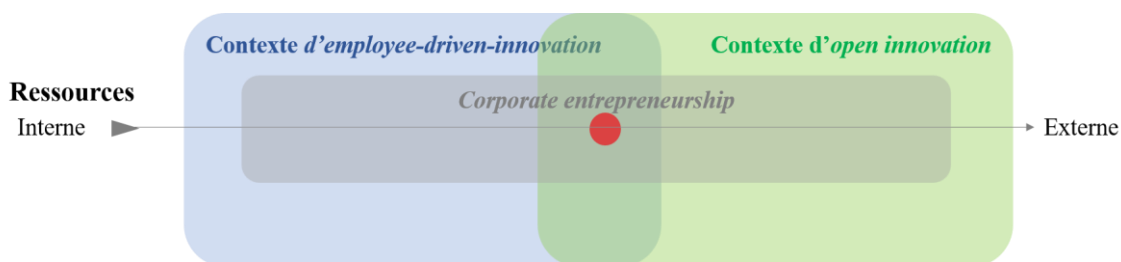 Contexte d'employee-driven-innovation
Contexte d'open innovation
Ressources
Corporate entrepreneurship
Interne
Externe